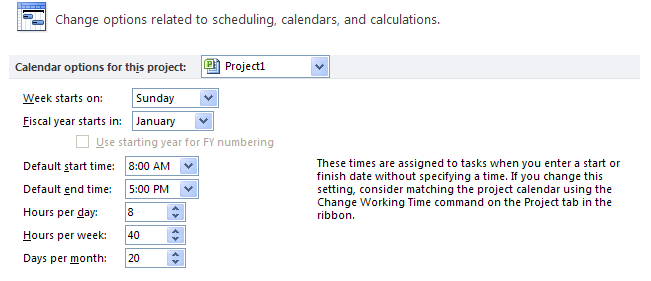 Change options related to scheduling, calendars, and calculations.
Calendar options for this project: Project1
Week starts on: Sunday
Fiscal year starts in: January
Use starting year for FY numbering
Default start time: 8:00 AM
Default end time: 5:00 PM
Hours per day: 8
Hours per week: 40
Days per month: 20
These times are assigned to tasks when you enter a start or
finish date without specifying a time. If you change this
setting, consider matching the project calendar using the
Change Working Time command on the Project tab in the
ribbon.